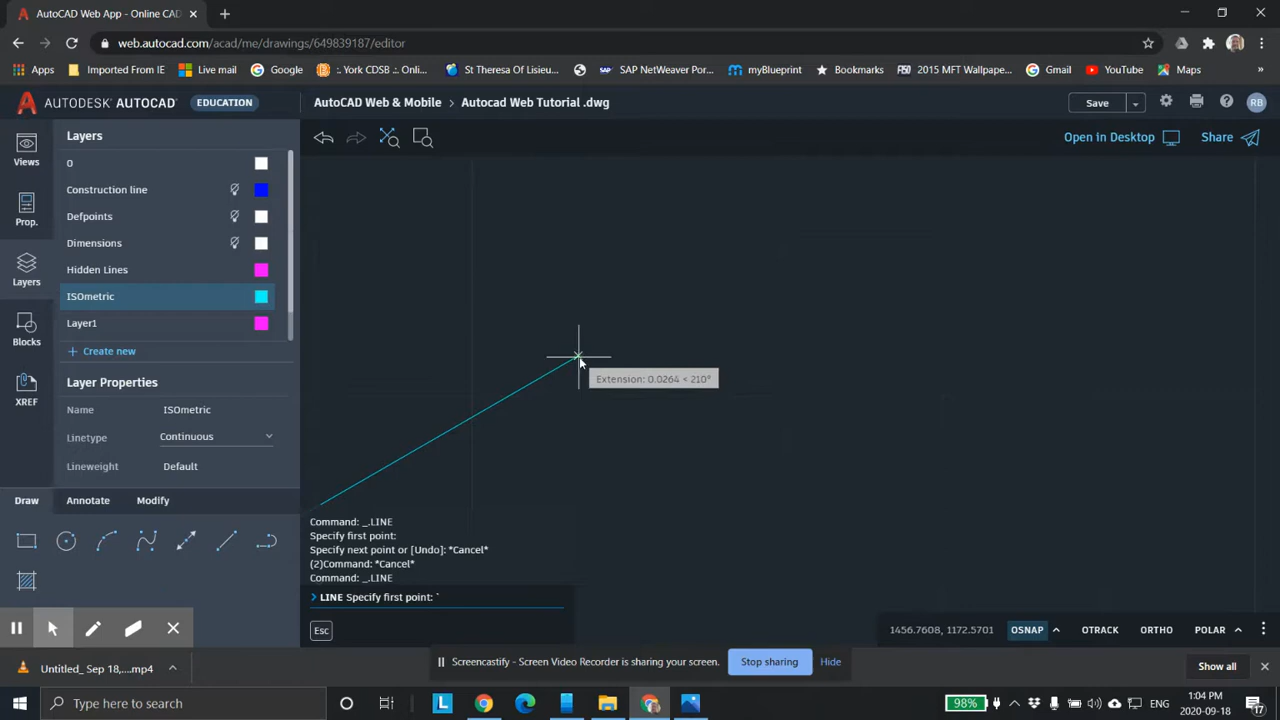 AutoCAD Web App - Online CAD
web.autocad.com/acad/me/drawings/649839187/editor
Apps
Imported From IE
Live mail
Google
: York CDSB :. Onli...
St Theresa Of Lisieu...
SAP NetWeaver Por...
myBlueprint
Bookmarks
2015 MFT Wallpape...
Gmail
YouTube
Maps
AUTODESK® AUTOCAD™ EDUCATION
AutoCAD Web & Mobile > Autocad Web Tutorial .dwg
Save
RB
Open in Desktop
Share
Views
Prop.
Layers
Blocks
XREF
Layers
0
Construction line
Defpoints
Dimensions
Hidden Lines
ISOmetric
Layer1
+ Create new
Layer Properties
Name ISOmetric
Linetype Continuous
Lineweight Default
Draw Annotate Modify
Extension: 0.0264 < 210°
Command: _.LINE
Specify first point:
Specify next point or [Undo]: *Cancel*
(2)Command: *Cancel*
Command: _.LINE
> LINE Specify first point: `
Esc
1456.7608, 1172.5701 OSNAP OTRACK ORTHO POLAR
Untitled_Sep 18,....mp4
Screencastify - Screen Video Recorder is sharing your screen. Stop sharing Hide
Show all
Type here to search
98%
ENG
1:04 PM
2020-09-18
17